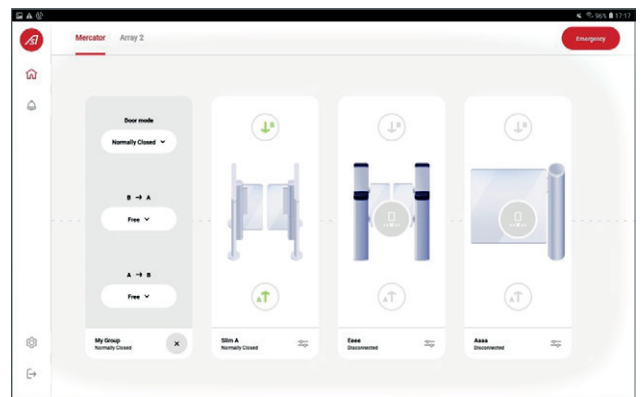 96% 17:17
Mercator Array 2 Emergency
Door mode
Normally Closed
B → A
Free
A → B
Free
B
B
B
A
A
A
My Group
Normally Closed
Slim A
Normally Closed
Eeee
Disconnected
Aaaa
Disconnected